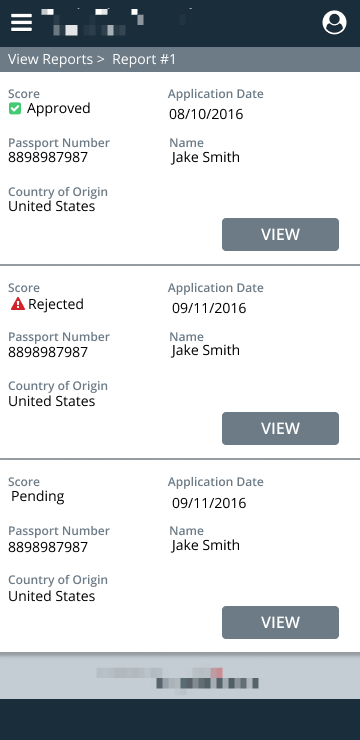 View Reports > Report #1
Score Application Date
Approved 08/10/2016
Passport Number Name
8898987987 Jake Smith
Country of Origin
United States
VIEW
Score Application Date
Rejected 09/11/2016
Passport Number Name
8898987987 Jake Smith
Country of Origin
United States
VIEW
Score Application Date
Pending 09/11/2016
Passport Number Name
8898987987 Jake Smith
Country of Origin
United States
VIEW